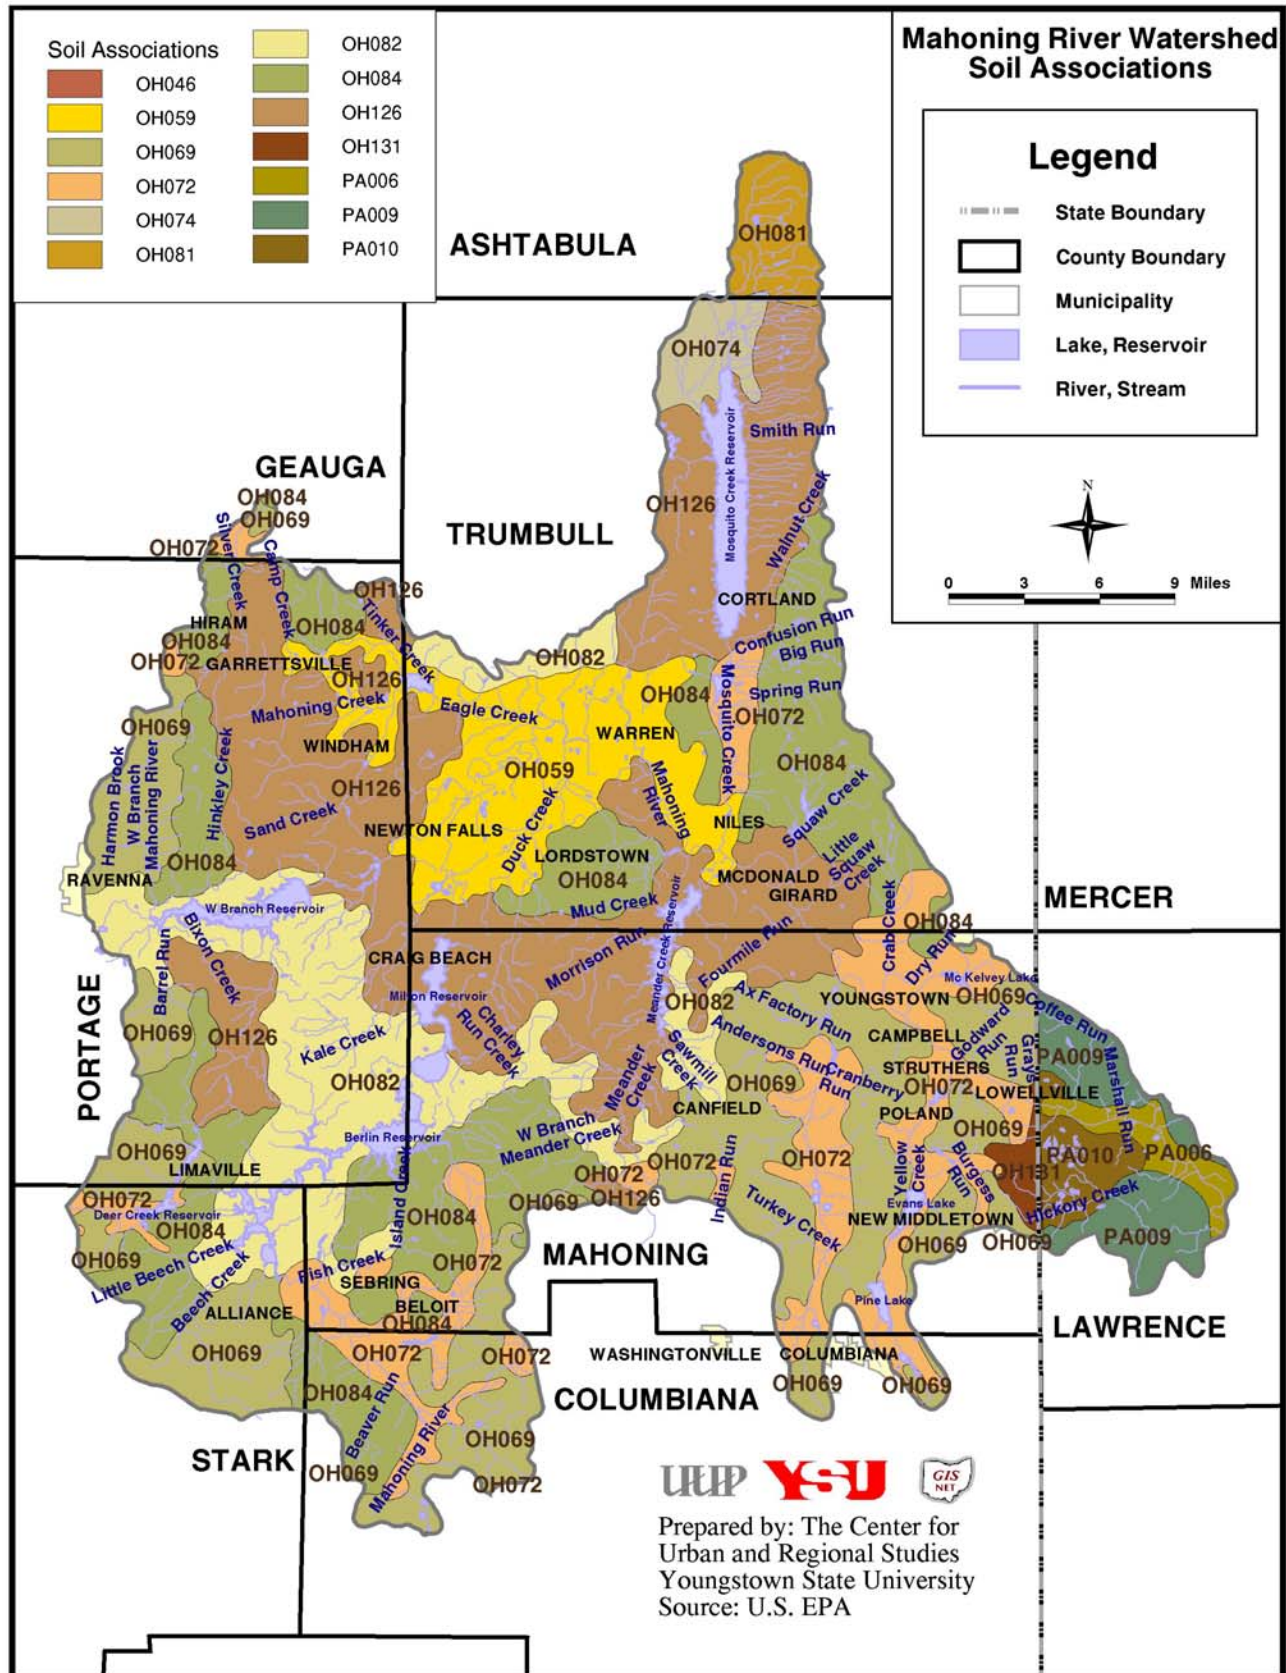 Mahoning River Watershed
Soil Associations
Soil Associations
OH046
OH059
OH069
OH072
OH074
OH081
OH082
OH084
OH126
OH131
PA006
PA009
PA010
Legend
State Boundary
County Boundary
Municipality
Lake, Reservoir
River, Stream
N
0 3 6 9 Miles
ASHTABULA
OH081
OH074
Mosquito Creek Reservoir
Smith Run
OH126
Walnut Creek
TRUMBULL
GEAUGA
OH084
OH069
OH072
Silver Creek
Camp Creek
OH126
Tinker Creek
CORTLAND
HIRAM
OH084
OH084
OH072
GARRETTSVILLE
OH126
OH082
Confusion Run
Big Run
OH084
Mosquito Creek
Spring Run
OH072
Mahoning Creek
Eagle Creek
OH069
WINDHAM
WARREN
OH059
OH084
Harmon Brook
W Branch
Mahoning River
Hinkley Creek
OH126
Mahoning
River
Squaw Creek
Sand Creek
NEWTON FALLS
Duck Creek
NILES
Little
Squaw
Creek
OH084
LORDSTOWN
OH084
MCDONALD
GIRARD
RAVENNA
W Branch Reservoir
Mud Creek
MERCER
OH084
Crab Creek
Dry Run
Bixon Creek
Barrel Run
CRAIG BEACH
Morrison Run
Meander Creek Reservoir
Fourmile Run
Mc Kelvey Lake
PORTAGE
Milton Reservoir
OH082
Ax Factory Run
YOUNGSTOWN
OH069
Coffee Run
OH069
OH126
Kale Creek
Charley
Run Creek
Andersons Run
CAMPBELL
Godward
Run
Grays
Run
PA009
Marshall Run
Sawmill
Creek
STRUTHERS
OH082
Meander
Creek
OH069
Cranberry
Run
OH072
LOWELLVILLE
CANFIELD
POLAND
OH069
Berlin Reservoir
W Branch
Meander Creek
OH069
LIMAVILLE
OH072
OH072
Indian Run
OH072
Yellow
Creek
Burgess
Run
OH131
PA010
PA006
OH072
Deer Creek Reservoir
OH084
Island Creek
OH084
OH069
OH126
Turkey Creek
Evans Lake
NEW MIDDLETOWN
Hickory Creek
OH069
Little Beech Creek
Beech Creek
Fish Creek
OH072
MAHONING
OH069
OH069
PA009
SEBRING
BELOIT
OH084
ALLIANCE
Pine Lake
LAWRENCE
OH069
OH072
OH072
WASHINGTONVILLE
COLUMBIANA
OH084
Beaver Run
Mahoning River
COLUMBIANA
OH069
OH069
STARK
OH069
OH069
OH072
UUP
YSU
GIS
NET
Prepared by: The Center for
Urban and Regional Studies
Youngstown State University
Source: U.S. EPA